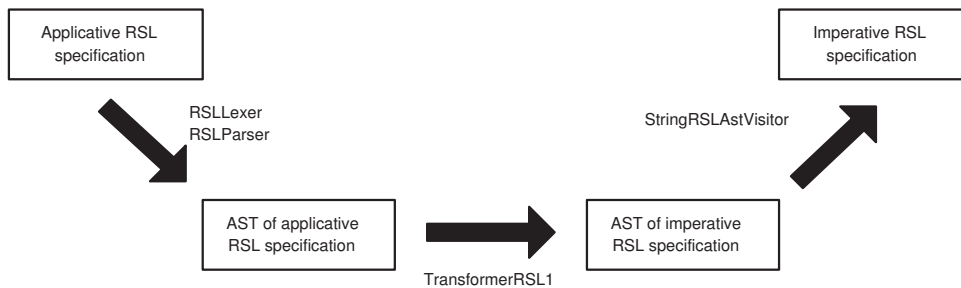 Applicative RSL
specification
Imperative RSL
specification
RSLLexer
RSLParser
StringRSLAstVisitor
AST of applicative
RSL specification
AST of imperative
RSL specification
TransformerRSL1